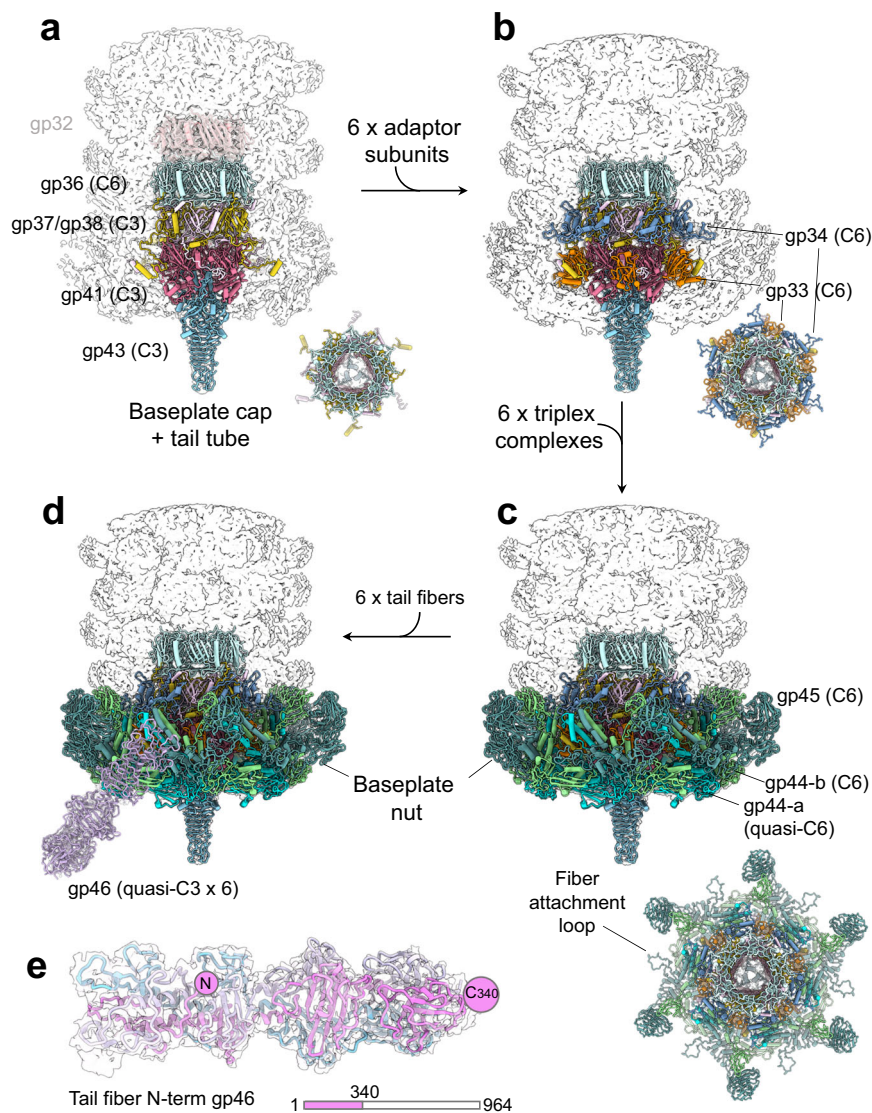 a
gp32
gp36 (C6)
gp37/gp38 (C3)
gp41 (C3)
gp43 (C3)
Baseplate cap
+ tail tube
6 x adaptor
subunits
b
gp34 (C6)
gp33 (C6)
6 x triplex
complexes
d
6 x tail fibers
c
gp45 (C6)
gp44-b (C6)
gp44-a
(quasi-C6)
Baseplate
nut
gp46 (quasi-C3 x 6)
Fiber
attachment
loop
e
N
C340
Tail fiber N-term gp46
340
1
964